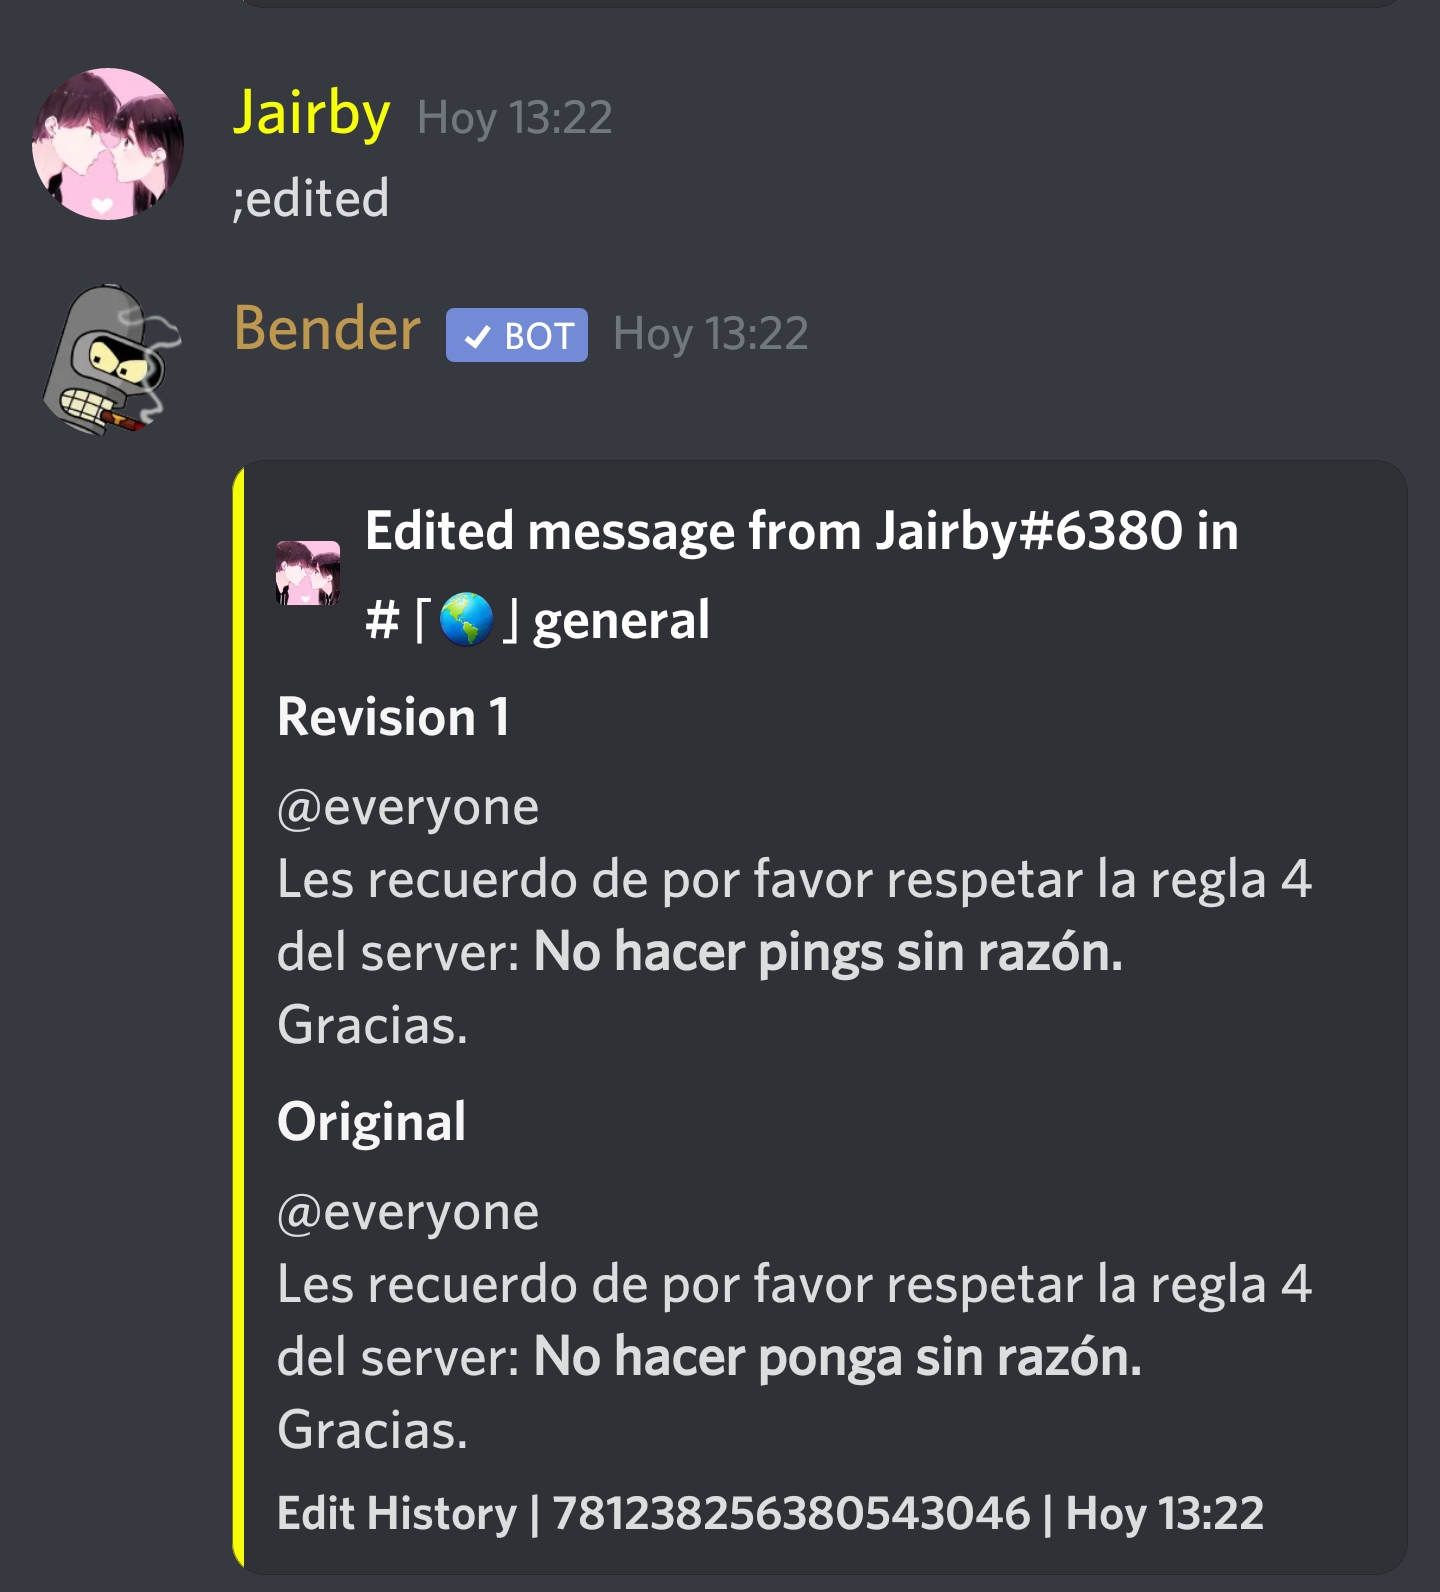 Jairby Hoy 13:22
;edited
Bender ✓ BOT Hoy 13:22
Edited message from Jairby#6380 in
# ⌈🌎⌋ general
Revision 1
@everyone
Les recuerdo de por favor respetar la regla 4
del server: No hacer pings sin razón.
Gracias.
Original
@everyone
Les recuerdo de por favor respetar la regla 4
del server: No hacer ponga sin razón.
Gracias.
Edit History | 781238256380543046 | Hoy 13:22